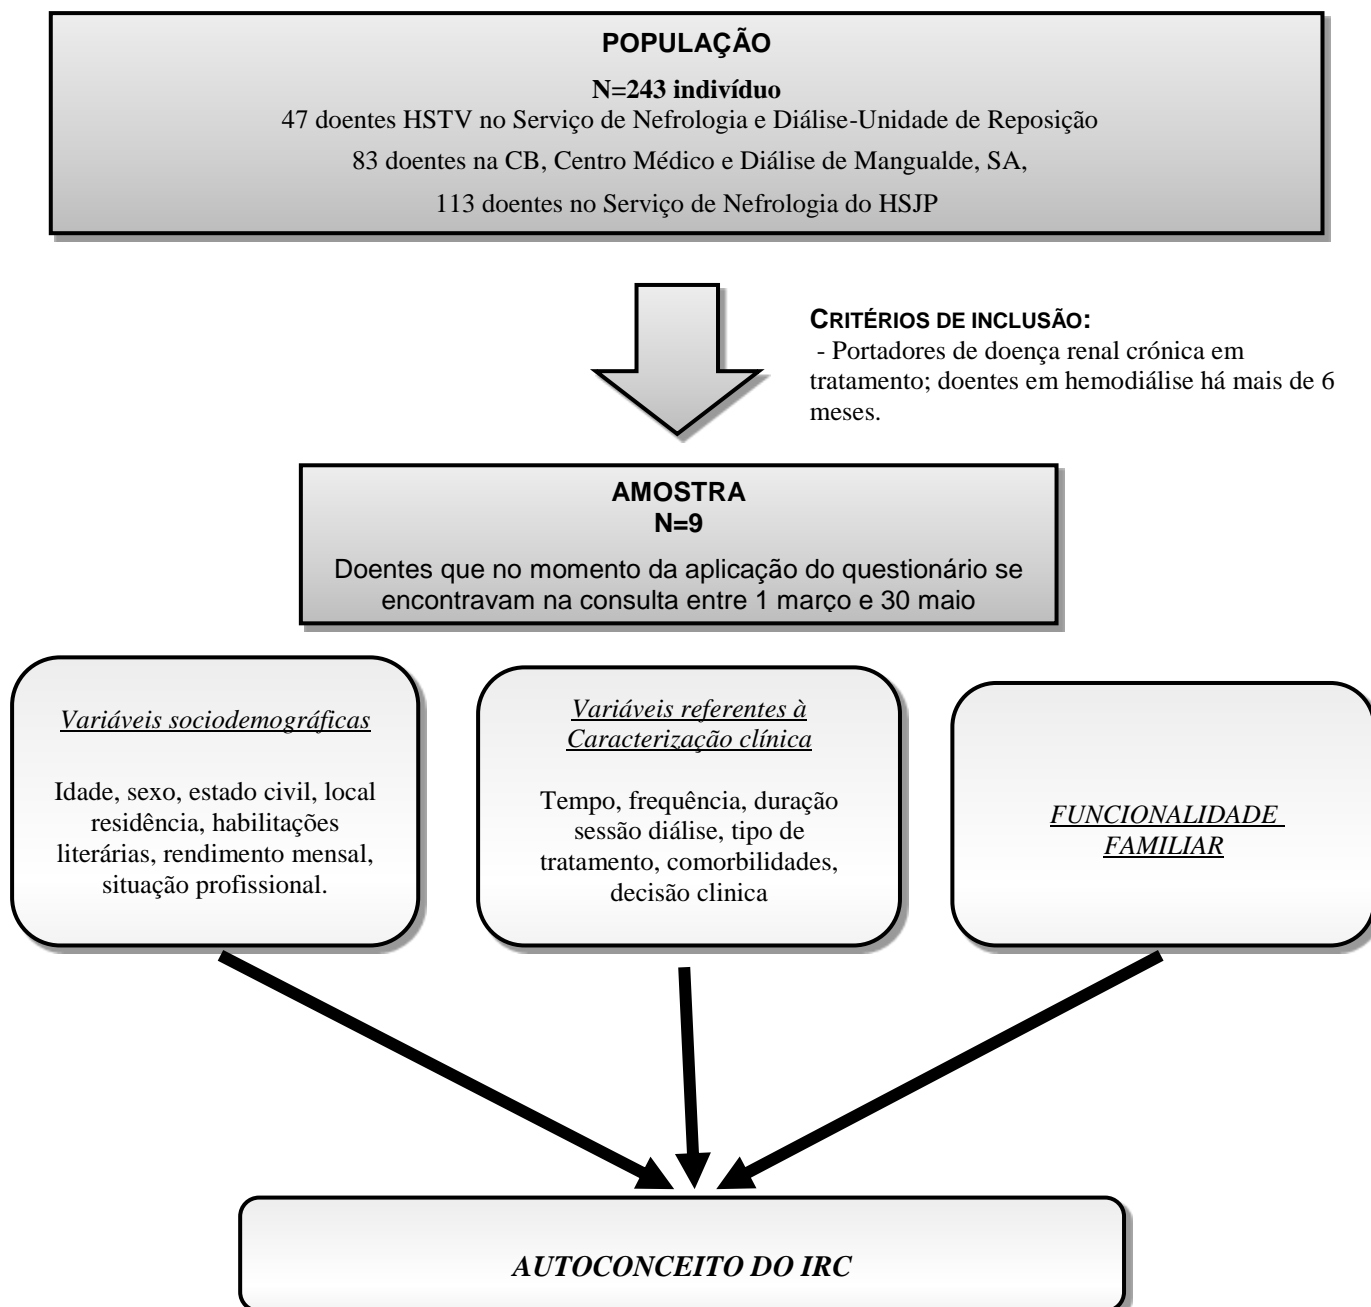 POPULAÇÃO
N=243 indivíduo
47 doentes HSTV no Serviço de Nefrologia e Diálise-Unidade de Reposição
83 doentes na CB, Centro Médico e Diálise de Mangualde, SA,
113 doentes no Serviço de Nefrologia do HSJP
CRITÉRIOS DE INCLUSÃO:
- Portadores de doença renal crónica em
tratamento; doentes em hemodiálise há mais de 6
meses.
AMOSTRA
N=9
Doentes que no momento da aplicação do questionário se
encontravam na consulta entre 1 março e 30 maio
Variáveis sociodemográficas
Idade, sexo, estado civil, local
residência, habilitações
literárias, rendimento mensal,
situação profissional.
Variáveis referentes à
Caracterização clínica
Tempo, frequência, duração
sessão diálise, tipo de
tratamento, comorbilidades,
decisão clinica
FUNCIONALIDADE
FAMILIAR
AUTOCONCEITO DO IRC